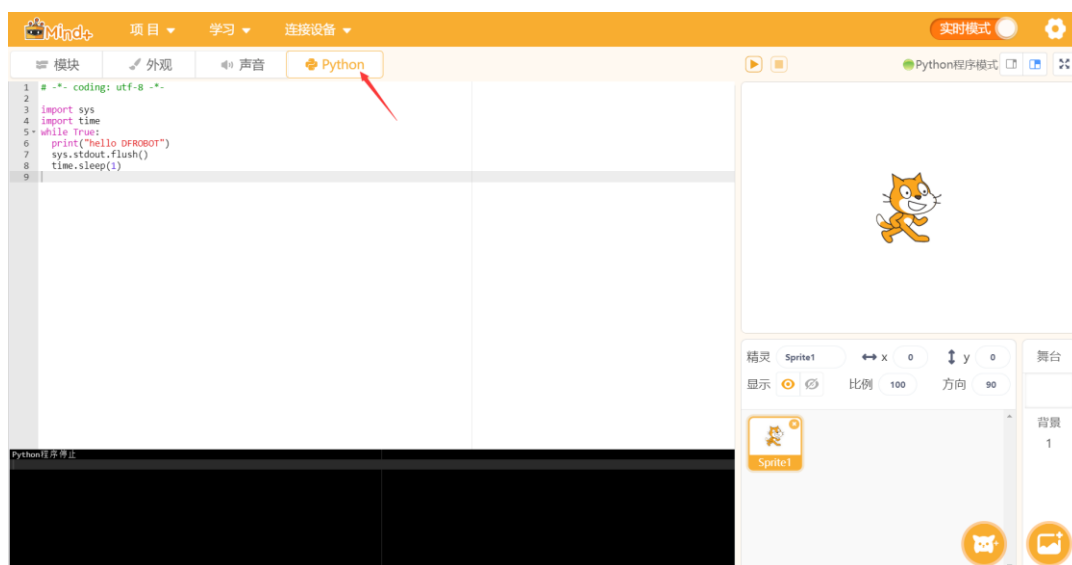 Mind+ 项目 学习 连接设备 实时模式
模块 外观 声音 Python Python程序模式
1 # -*- coding: utf-8 -*-
2
3 import sys
4 import time
5 while True:
6 print("hello DFROBOT")
7 sys.stdout.flush()
8 time.sleep(1)
9
精灵 Sprite1 x 0 y 0 舞台
显示 比例 100 方向 90
背景
1
Sprite1
Python程序停止